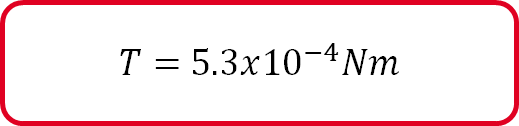 T = 5.3x10⁻⁴Nm